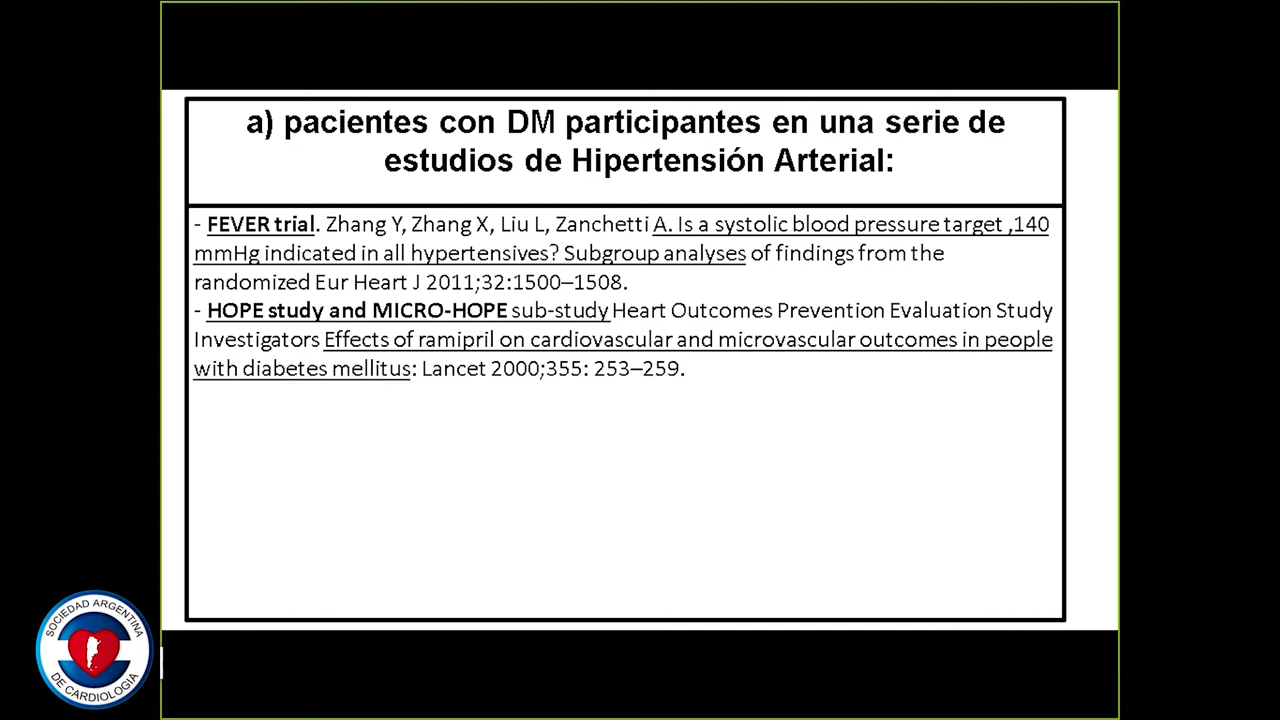 a) pacientes con DM participantes en una serie de
estudios de Hipertensión Arterial:
- FEVER trial. Zhang Y, Zhang X, Liu L, Zanchetti A. Is a systolic blood pressure target ,140
mmHg indicated in all hypertensives? Subgroup analyses of findings from the
randomized Eur Heart J 2011;32:1500–1508.
- HOPE study and MICRO-HOPE sub-study Heart Outcomes Prevention Evaluation Study
Investigators Effects of ramipril on cardiovascular and microvascular outcomes in people
with diabetes mellitus: Lancet 2000;355: 253–259.
SOCIEDAD ARGENTINA
DE CARDIOLOGIA